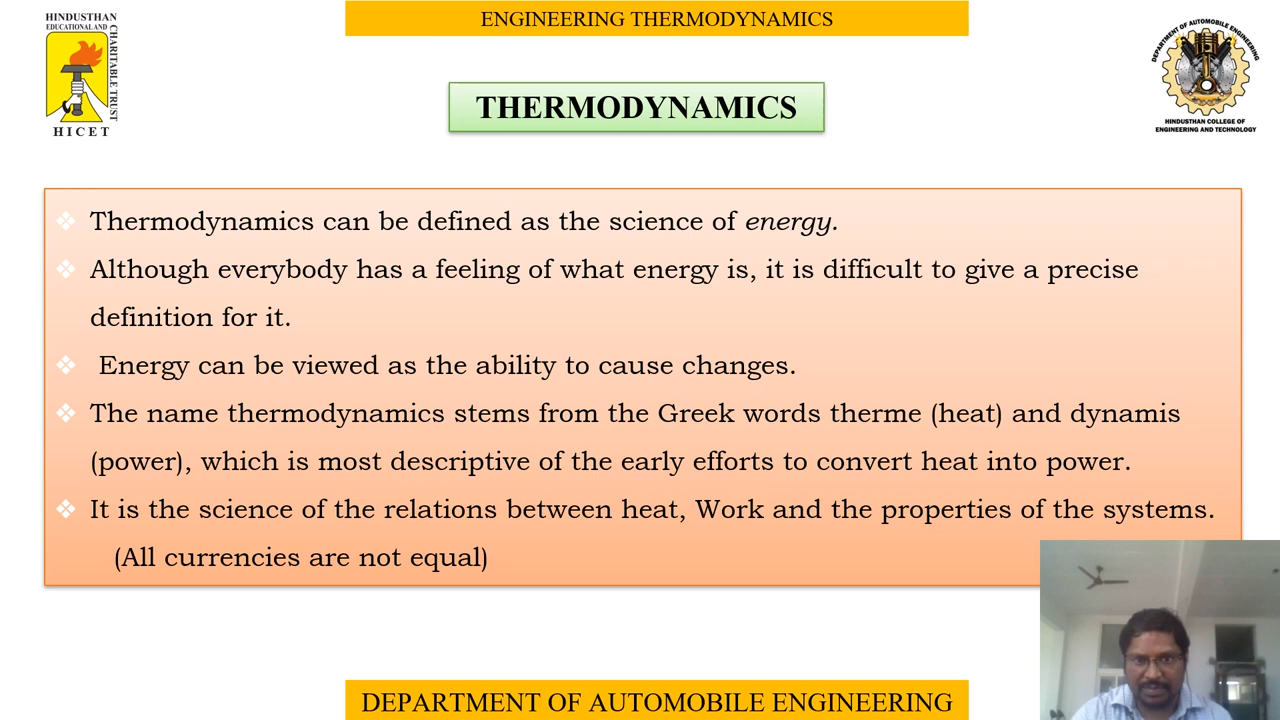 HINDUSTHAN
EDUCATIONAL AND
CHARITABLE TRUST
HICET
ENGINEERING THERMODYNAMICS
DEPARTMENT OF AUTOMOBILE ENGINEERING
HINDUSTHAN COLLEGE OF
ENGINEERING AND TECHNOLOGY
THERMODYNAMICS
❖ Thermodynamics can be defined as the science of energy.
❖ Although everybody has a feeling of what energy is, it is difficult to give a precise
definition for it.
❖ Energy can be viewed as the ability to cause changes.
❖ The name thermodynamics stems from the Greek words therme (heat) and dynamis
(power), which is most descriptive of the early efforts to convert heat into power.
❖ It is the science of the relations between heat, Work and the properties of the systems.
(All currencies are not equal)
DEPARTMENT OF AUTOMOBILE ENGINEERING